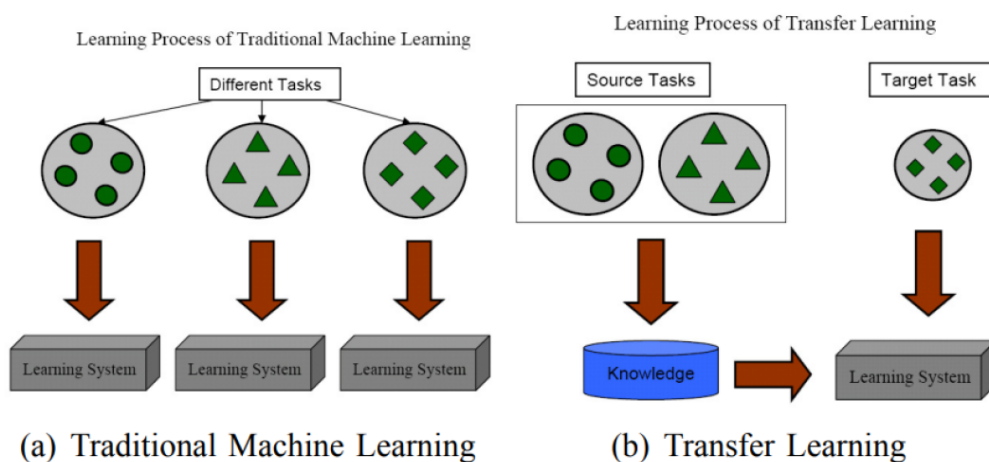 Learning Process of Traditional Machine Learning
Different Tasks
Learning System
Learning System
Learning System
(a) Traditional Machine Learning
Learning Process of Transfer Learning
Source Tasks
Target Task
Knowledge
Learning System
(b) Transfer Learning